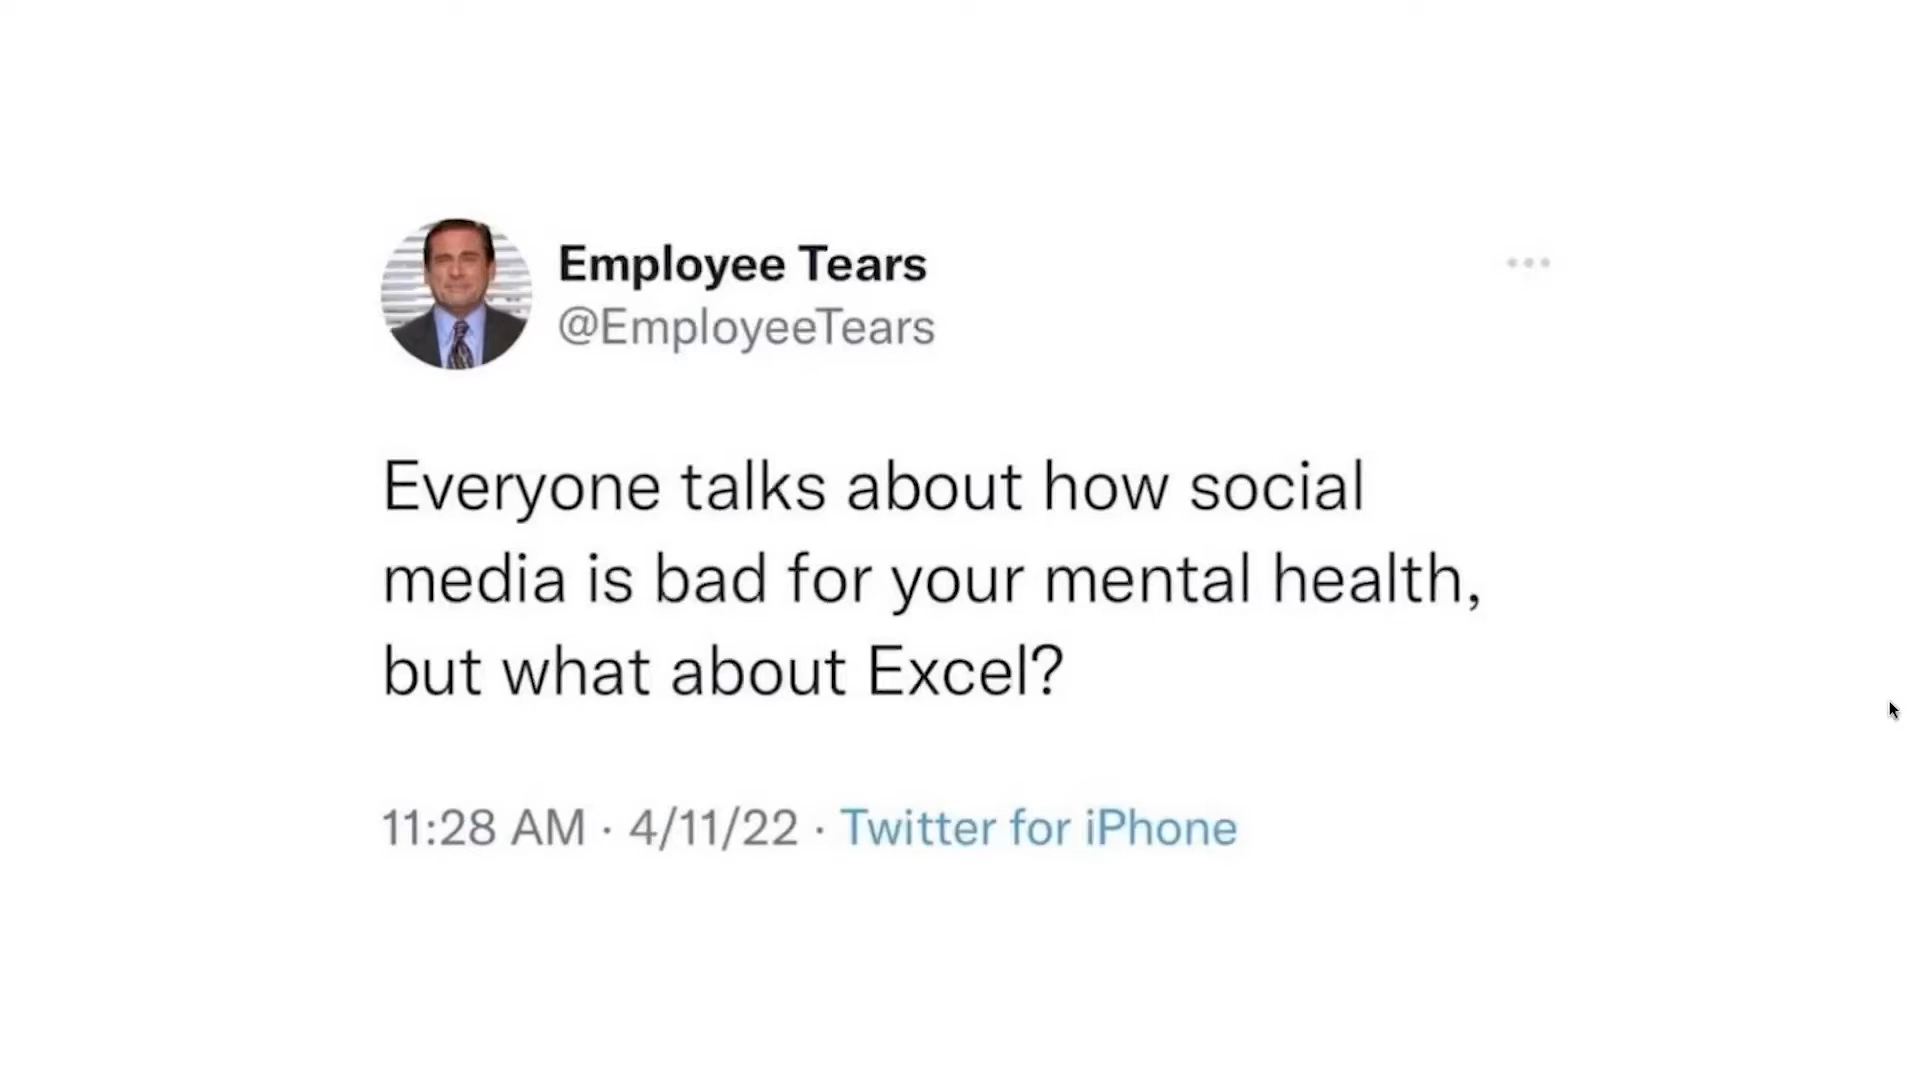 Employee Tears
@EmployeeTears
Everyone talks about how social
media is bad for your mental health,
but what about Excel?
11:28 AM · 4/11/22 · Twitter for iPhone